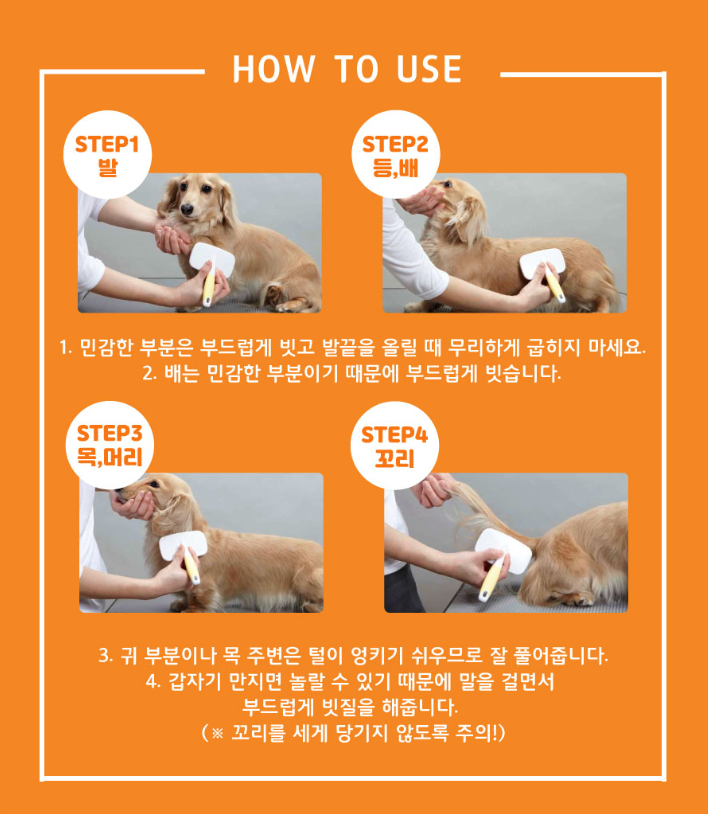 HOW TO USE
STEP1
발
STEP2
등,배
1. 민감한 부분은 부드럽게 빗고 발끝을 올릴 때 무리하게 굽히지 마세요.
2. 배는 민감한 부분이기 때문에 부드럽게 빗습니다.
STEP3
목,머리
STEP4
꼬리
3. 귀 부분이나 목 주변은 털이 엉키기 쉬우므로 잘 풀어줍니다.
4. 갑자기 만지면 놀랄 수 있기 때문에 말을 걸면서
부드럽게 빗질을 해줍니다.
(※ 꼬리를 세게 당기지 않도록 주의!)